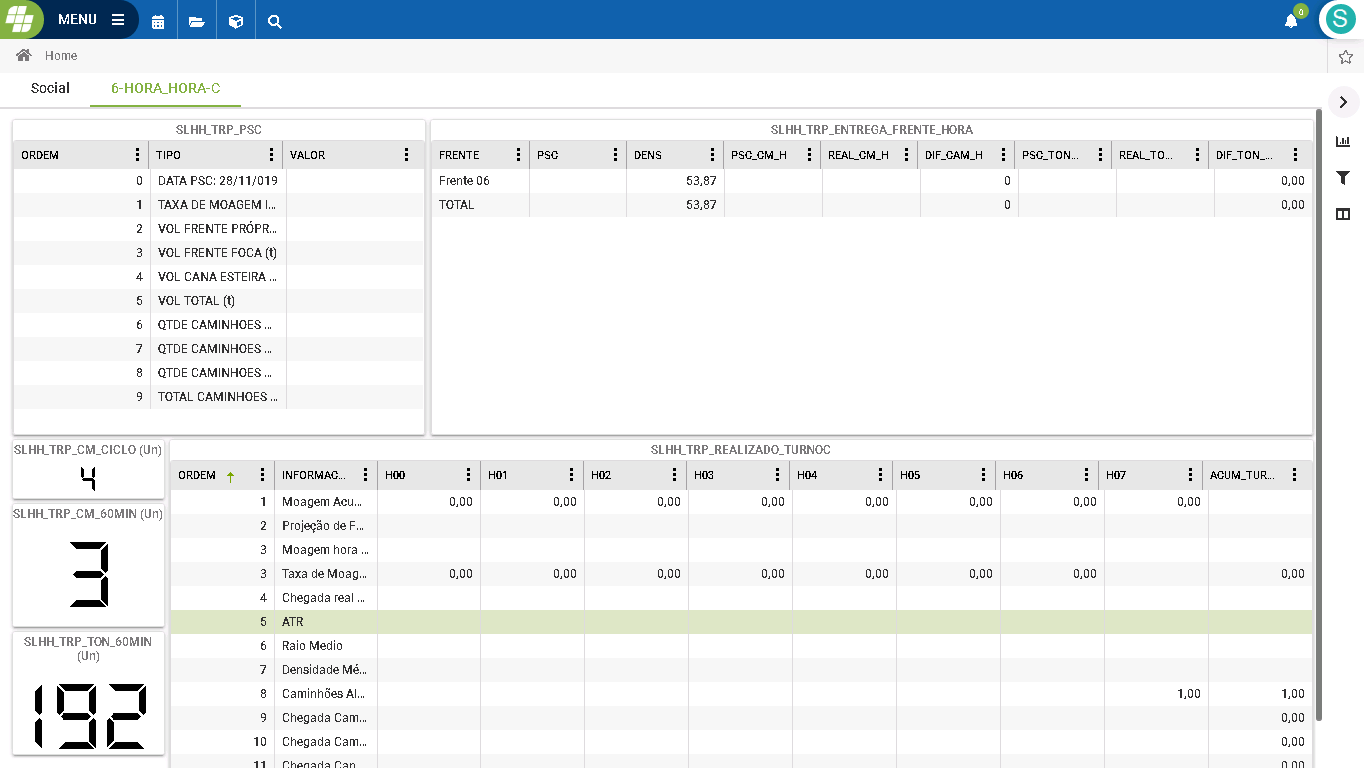 MENU
0
S
Home
Social 6-HORA_HORA-C
SLHH_TRP_PSC
ORDEM TIPO VALOR
0 DATA PSC: 28/11/019
1 TAXA DE MOAGEM I...
2 VOL FRENTE PRÓPR...
3 VOL FRENTE FOCA (t)
4 VOL CANA ESTEIRA ...
5 VOL TOTAL (t)
6 QTDE CAMINHOES ...
7 QTDE CAMINHOES ...
8 QTDE CAMINHOES ...
9 TOTAL CAMINHOES ...
SLHH_TRP_ENTREGA_FRENTE_HORA
FRENTE PSC DENS PSC_CM_H REAL_CM_H DIF_CAM_H PSC_TON... REAL_TO... DIF_TON_...
Frente 06 53,87 0 0,00
TOTAL 53,87 0 0,00
SLHH_TRP_CM_CICLO (Un)
4
SLHH_TRP_CM_60MIN (Un)
3
SLHH_TRP_TON_60MIN
(Un)
192
SLHH_TRP_REALIZADO_TURNOC
ORDEM INFORMAC... H00 H01 H02 H03 H04 H05 H06 H07 ACUM_TUR...
1 Moagem Acu... 0,00 0,00 0,00 0,00 0,00 0,00 0,00 0,00
2 Projeção de F...
3 Moagem hora ...
3 Taxa de Moag... 0,00 0,00 0,00 0,00 0,00 0,00 0,00 0,00
4 Chegada real ...
5 ATR
6 Raio Medio
7 Densidade Mé...
8 Caminhões Al... 1,00 1,00
9 Chegada Cam... 0,00
10 Chegada Cam... 0,00
11 Chegada Can... 0,00